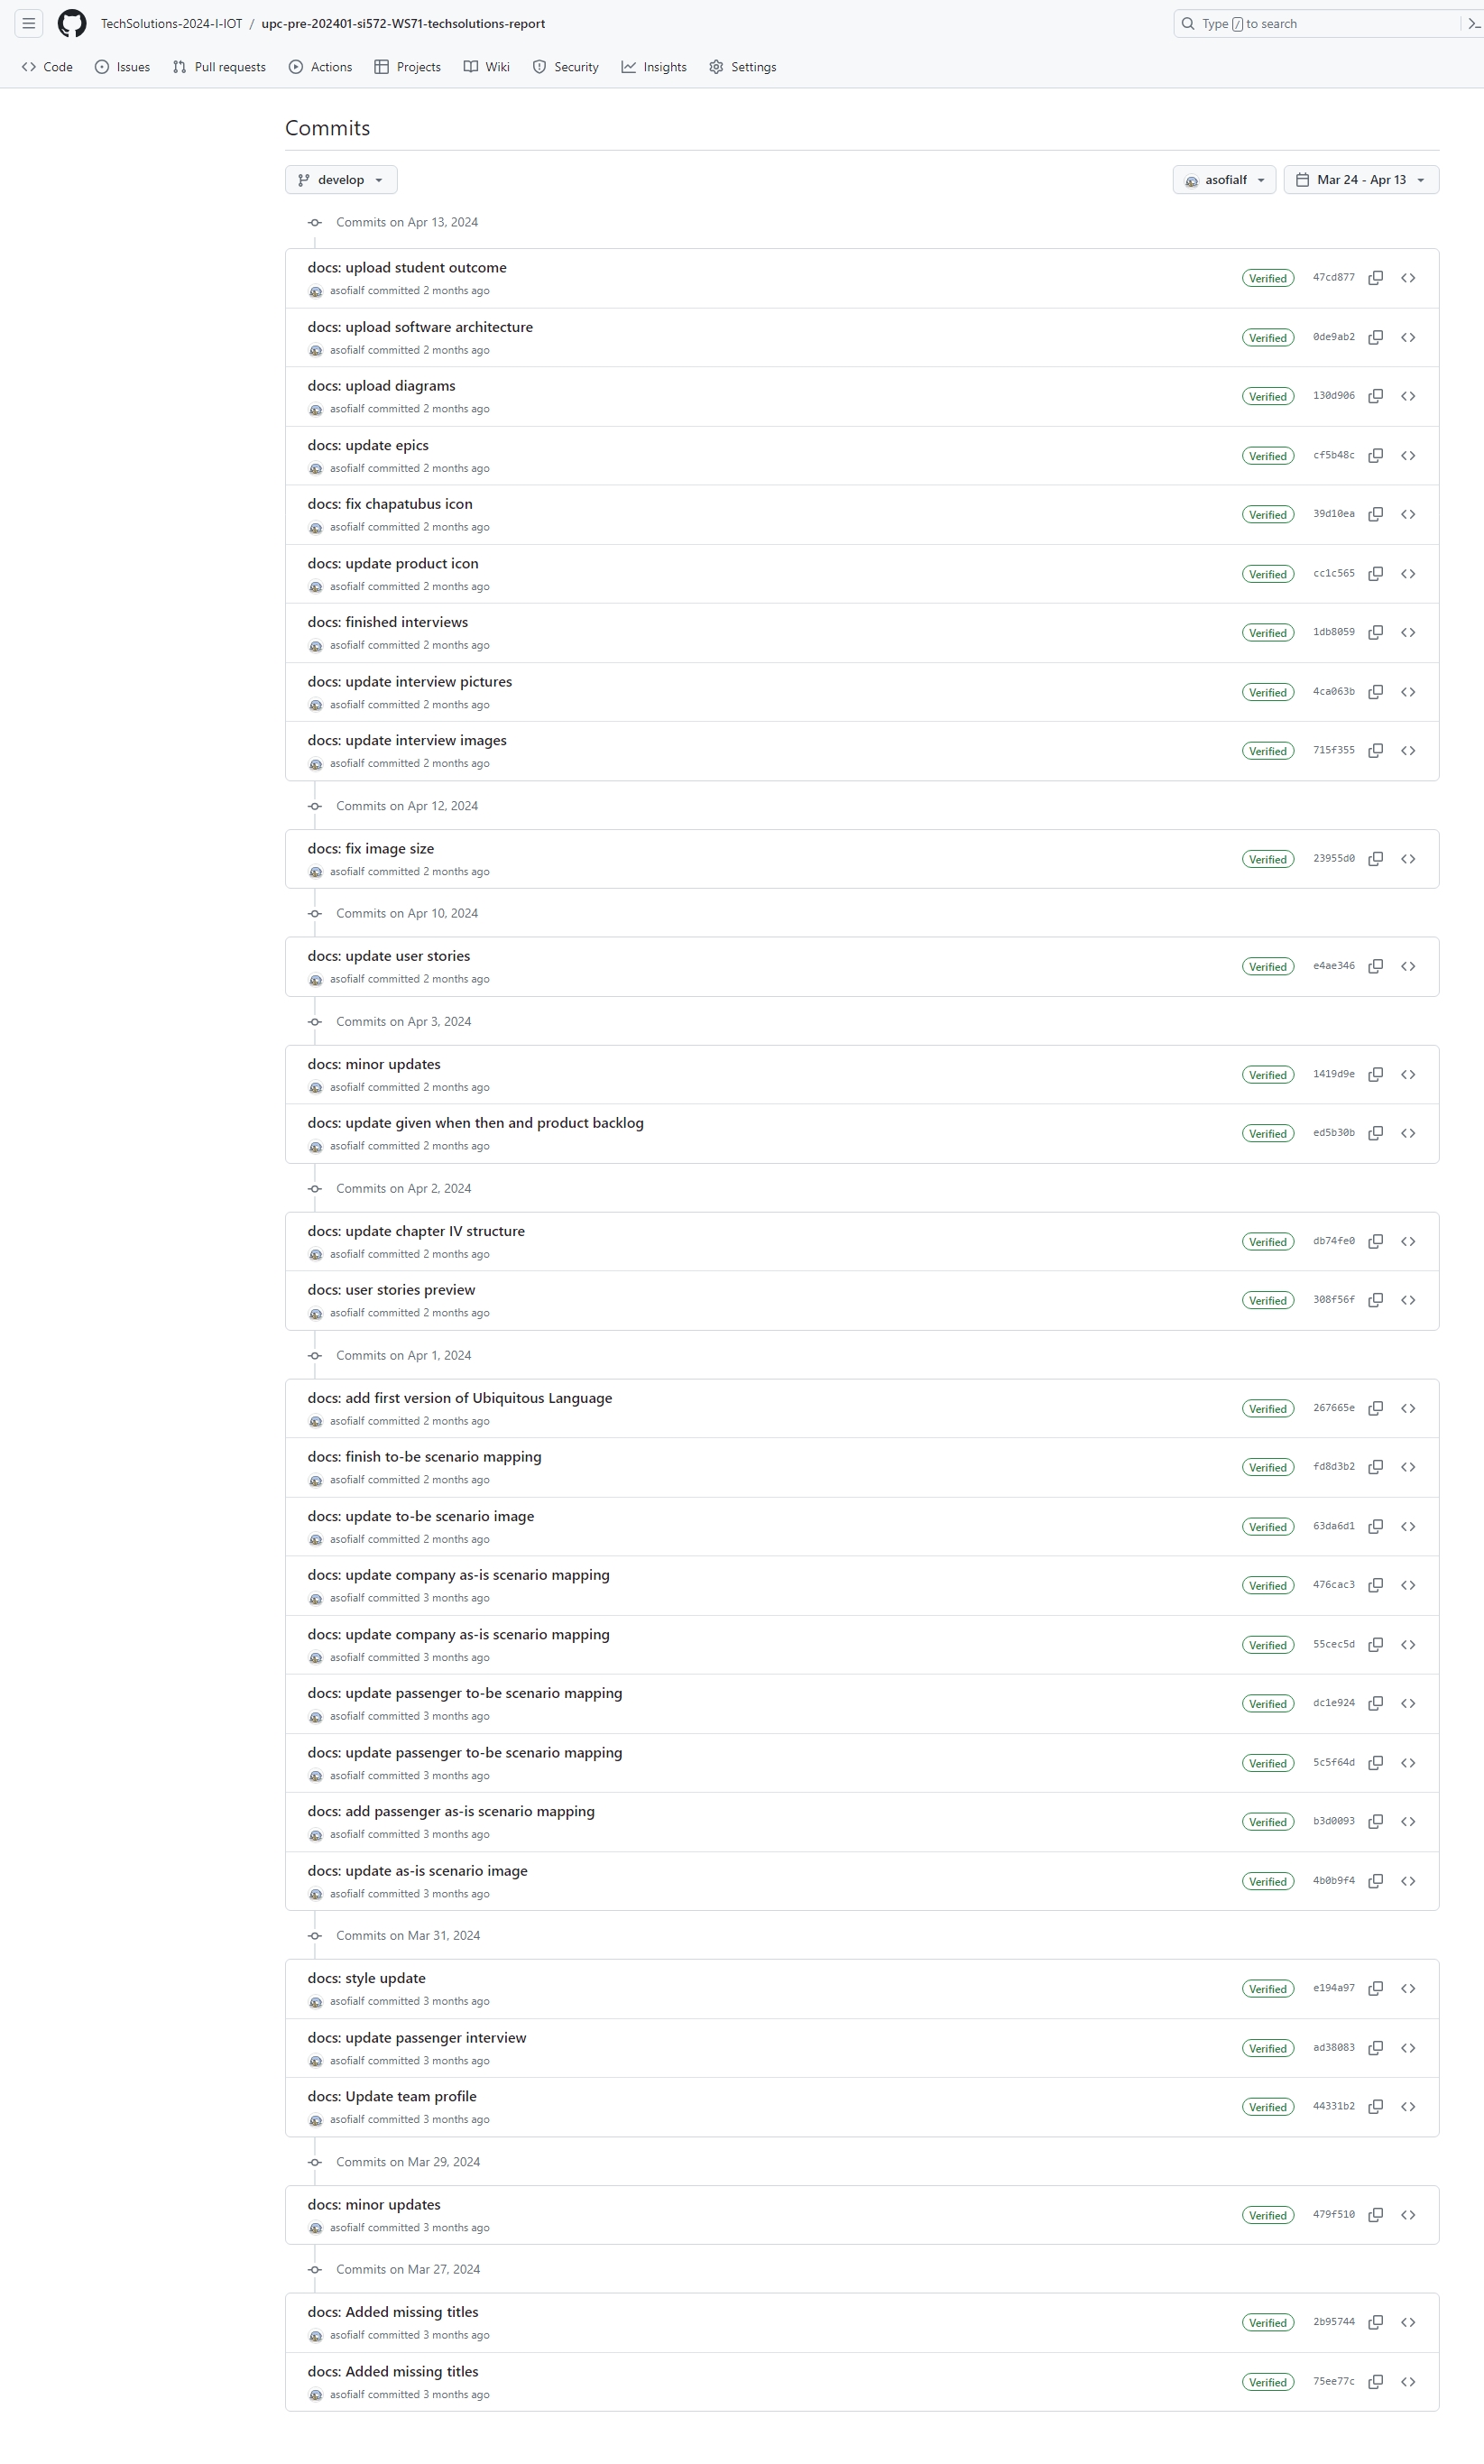 TechSolutions-2024-I-IOT / upc-pre-202401-si572-WS71-techsolutions-report
Type / to search
Code Issues Pull requests Actions Projects Wiki Security Insights Settings
Commits
develop asofialf Mar 24 - Apr 13
Commits on Apr 13, 2024
docs: upload student outcome
asofialf committed 2 months ago
Verified 47cd877
docs: upload software architecture
asofialf committed 2 months ago
Verified 0de9ab2
docs: upload diagrams
asofialf committed 2 months ago
Verified 130d906
docs: update epics
asofialf committed 2 months ago
Verified cf5b48c
docs: fix chapatubus icon
asofialf committed 2 months ago
Verified 39d10ea
docs: update product icon
asofialf committed 2 months ago
Verified cc1c565
docs: finished interviews
asofialf committed 2 months ago
Verified 1db8059
docs: update interview pictures
asofialf committed 2 months ago
Verified 4ca063b
docs: update interview images
asofialf committed 2 months ago
Verified 715f355
Commits on Apr 12, 2024
docs: fix image size
asofialf committed 2 months ago
Verified 23955d0
Commits on Apr 10, 2024
docs: update user stories
asofialf committed 2 months ago
Verified e4ae346
Commits on Apr 3, 2024
docs: minor updates
asofialf committed 2 months ago
Verified 1419d9e
docs: update given when then and product backlog
asofialf committed 2 months ago
Verified ed5b30b
Commits on Apr 2, 2024
docs: update chapter IV structure
asofialf committed 2 months ago
Verified db74fe0
docs: user stories preview
asofialf committed 2 months ago
Verified 308f56f
Commits on Apr 1, 2024
docs: add first version of Ubiquitous Language
asofialf committed 2 months ago
Verified 267665e
docs: finish to-be scenario mapping
asofialf committed 2 months ago
Verified fd8d3b2
docs: update to-be scenario image
asofialf committed 2 months ago
Verified 63da6d1
docs: update company as-is scenario mapping
asofialf committed 3 months ago
Verified 476cac3
docs: update company as-is scenario mapping
asofialf committed 3 months ago
Verified 55cec5d
docs: update passenger to-be scenario mapping
asofialf committed 3 months ago
Verified dc1e924
docs: update passenger to-be scenario mapping
asofialf committed 3 months ago
Verified 5c5f64d
docs: add passenger as-is scenario mapping
asofialf committed 3 months ago
Verified b3d0093
docs: update as-is scenario image
asofialf committed 3 months ago
Verified 4b0b9f4
Commits on Mar 31, 2024
docs: style update
asofialf committed 3 months ago
Verified e194a97
docs: update passenger interview
asofialf committed 3 months ago
Verified ad38083
docs: Update team profile
asofialf committed 3 months ago
Verified 44331b2
Commits on Mar 29, 2024
docs: minor updates
asofialf committed 3 months ago
Verified 479f510
Commits on Mar 27, 2024
docs: Added missing titles
asofialf committed 3 months ago
Verified 2b95744
docs: Added missing titles
asofialf committed 3 months ago
Verified 75ee77c